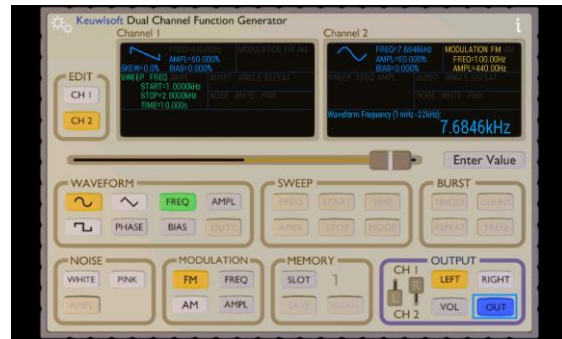 Keuwlsoft Dual Channel Function Generator
i
Channel 1
Channel 2
FREQ=440.00Hz MODULATION FM AM
AMPL=50.000%
SKEW=0.0% BIAS=0.000%
SWEEP FREQ AMPL BURST SINGLE REPEAT
START=1.0000kHz
STOP=2.0000kHz NOISE WHITE PINK
TIME=10.000s
FREQ=7.6846kHz MODULATION FM AM
AMPL=50.000% FREQ=100.00Hz
BIAS=0.000% AMPL=440.00Hz
SWEEP FREQ AMPL BURST SINGLE REPEAT
NOISE WHITE PINK
Waveform Frequency (1mHz-22kHz):
7.6846kHz
EDIT
CH 1
CH 2
Enter Value
WAVEFORM
FREQ AMPL
PHASE BIAS DUTY
SWEEP
FREQ START TIME
AMPL STOP MODE
BURST
SINGLE COUNT
REPEAT FREQ
NOISE
WHITE PINK
AMPL
MODULATION
FM FREQ
AM AMPL
MEMORY
SLOT 1
SAVE RECALL
OUTPUT
CH 1
L R
CH 2
LEFT RIGHT
VOL OUT